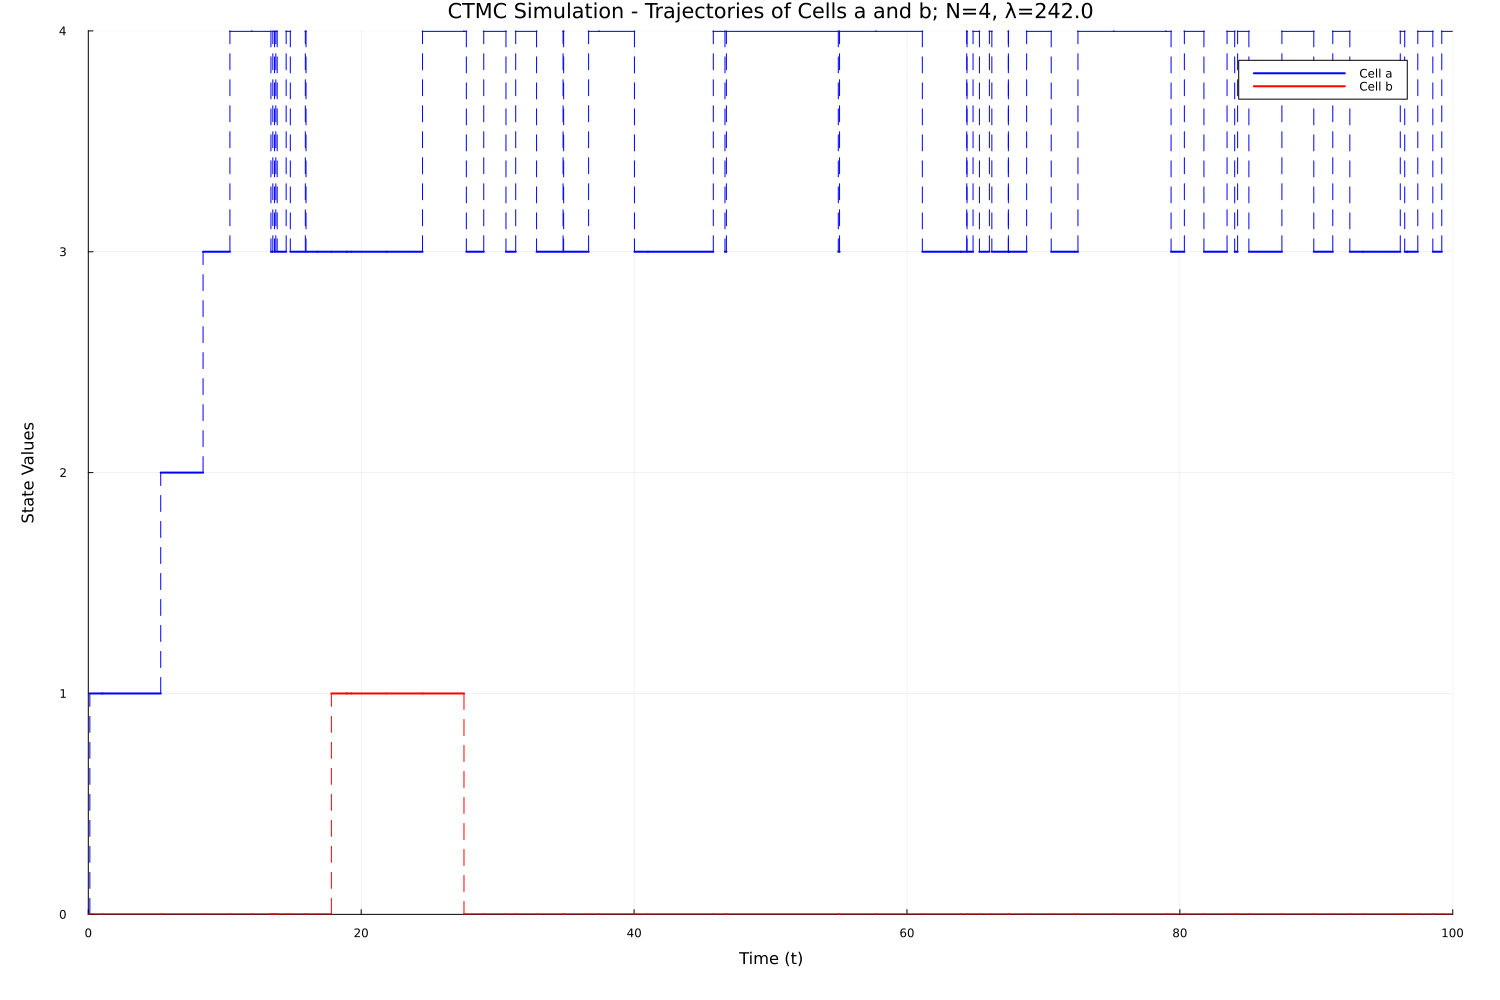 CTMC Simulation - Trajectories of Cells a and b; N=4, λ=242.0
4
Cell a
Cell b
3
State Values
2
1
0
0 20 40 60 80 100
Time (t)